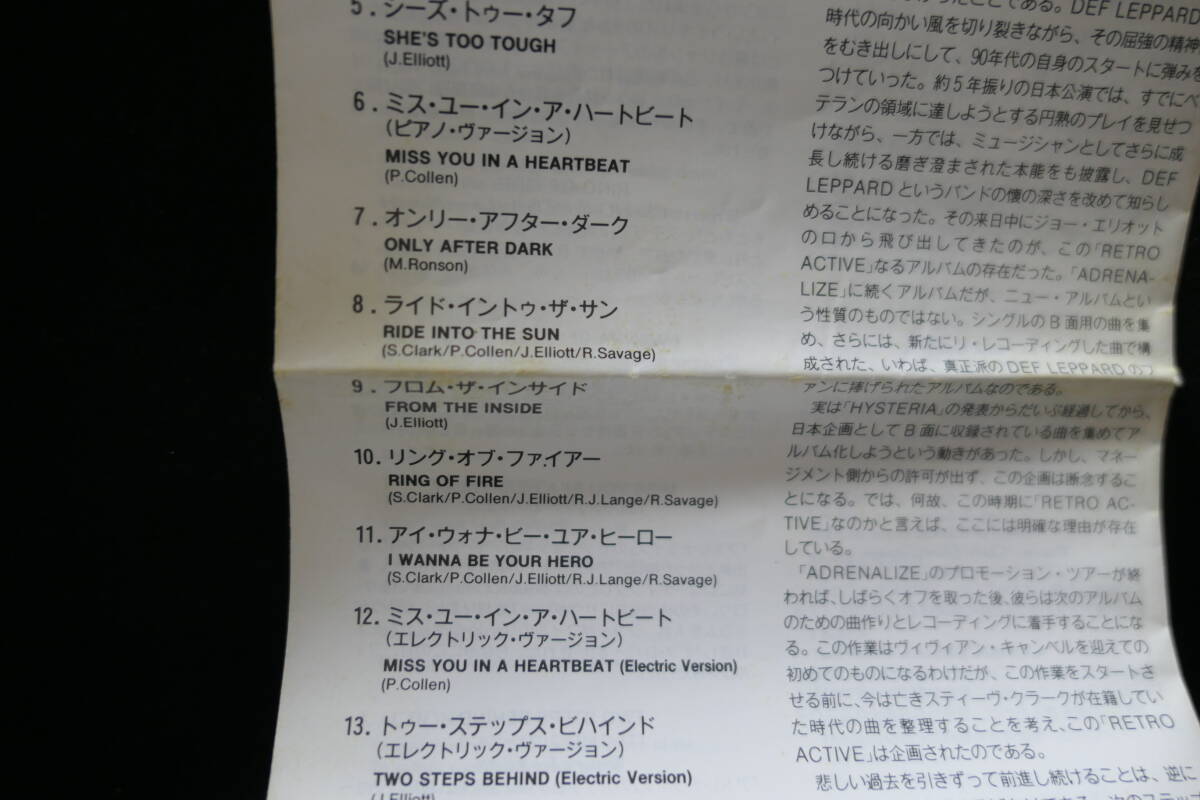 5. シーズ・トゥー・タフ
SHE'S TOO TOUGH
(J.Elliott)
6. ミス・ユー・イン・ア・ハートビート
(ピアノ・ヴァージョン)
MISS YOU IN A HEARTBEAT
(P.Collen)
7. オンリー・アフター・ダーク
ONLY AFTER DARK
(M.Ronson)
8. ライド・イントゥ・ザ・サン
RIDE INTO THE SUN
(S.Clark/P.Collen/J.Elliott/R.Savage)
9. フロム・ザ・インサイド
FROM THE INSIDE
(J.Elliott)
10. リング・オブ・ファイアー
RING OF FIRE
(S.Clark/P.Collen/J.Elliott/R.J.Lange/R.Savage)
11. アイ・ウォナ・ビー・ユア・ヒーロー
I WANNA BE YOUR HERO
(S.Clark/P.Collen/J.Elliott/R.J.Lange/R.Savage)
12. ミス・ユー・イン・ア・ハートビート
(エレクトリック・ヴァージョン)
MISS YOU IN A HEARTBEAT (Electric Version)
(P.Collen)
13. トゥー・ステップス・ビハインド
(エレクトリック・ヴァージョン)
TWO STEPS BEHIND (Electric Version)
(J.Elliott)
たことである。DEF LEPPARD
時代の向かい風を切り裂きながら、その屈強の精神
をむき出しにして、90年代の自身のスタートに弾みを
つけていった。約5年振りの日本公演では、すでにベ
テランの領域に達しようとする円熟のプレイを見せつ
けながら、一方では、ミュージシャンとしてさらに成
長し続ける磨ぎ澄まされた本能をも披露し、DEF
LEPPARDというバンドの懐の深さを改めて知らし
めることになった。その来日中にジョー・エリオット
の口から飛び出してきたのが、この「RETRO
ACTIVE」なるアルバムの存在だった。「ADRENA-
LIZE」に続くアルバムだが、ニュー・アルバムとい
う性質のものではない。シングルのB面用の曲を集
め、さらには、新たにリ・レコーディングした曲で構
成された、いわば、真正派のDEF LEPPARDのフ
ァンに捧げられたアルバムなのである。
実は「HYSTERIA」の発表からだいぶ経過してから、
日本企画としてB面に収録されている曲を集めてア
ルバム化しようという動きがあった。しかし、マネー
ジメント側からの許可が出ず、この企画は断念するこ
とになる。では、何故、この時期に「RETRO AC-
TIVE」なのかと言えば、ここには明確な理由が存在
している。
「ADRENALIZE」のプロモーション・ツアーが終
われば、しばらくオフを取った後、彼らは次のアルバム
のための曲作りとレコーディングに着手することにな
る。この作業はヴィヴィアン・キャンベルを迎えての
初めてのものになるわけだが、この作業をスタートさ
せる前に、今は亡きスティーヴ・クラークが在籍してい
た時代の曲を整理することを考え、この「RETRO
ACTIVE」は企画されたのである。
悲しい過去を引きずって前進し続けることは、逆に